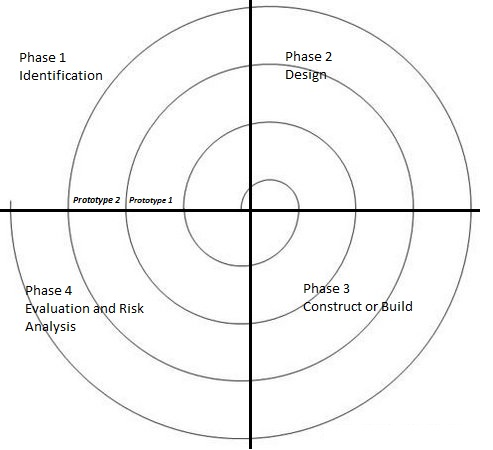 Phase 1
Identification
Phase 2
Design
Prototype 2
Prototype 1
Phase 4
Evaluation and Risk
Analysis
Phase 3
Construct or Build